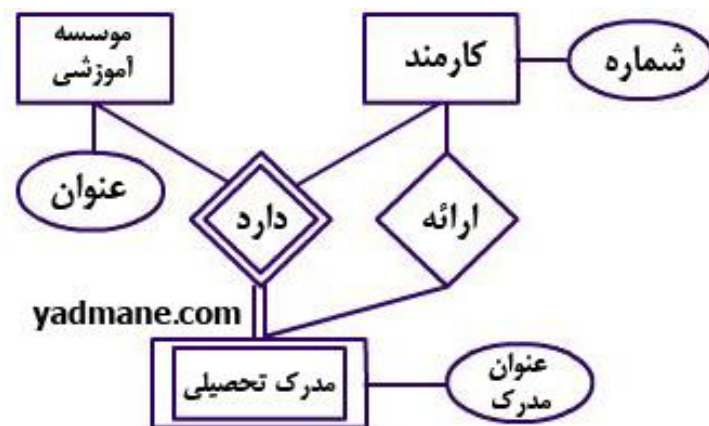 موسسه
آموزشی
کارمند
شماره
عنوان
دارد
ارائه
yadmane.com
مدرک تحصیلی
عنوان
مدرک